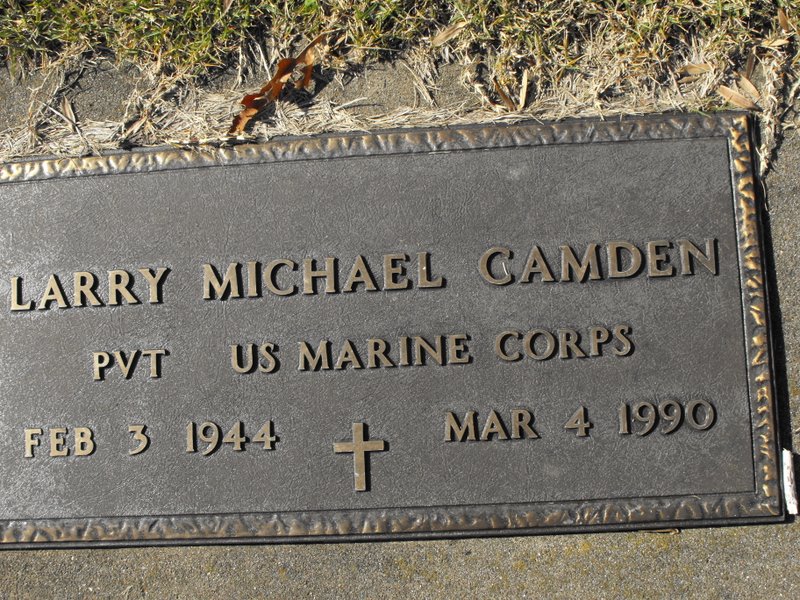 LARRY MICHAEL CAMDEN
PVT US MARINE CORPS
FEB 3 1944 MAR 4 1990